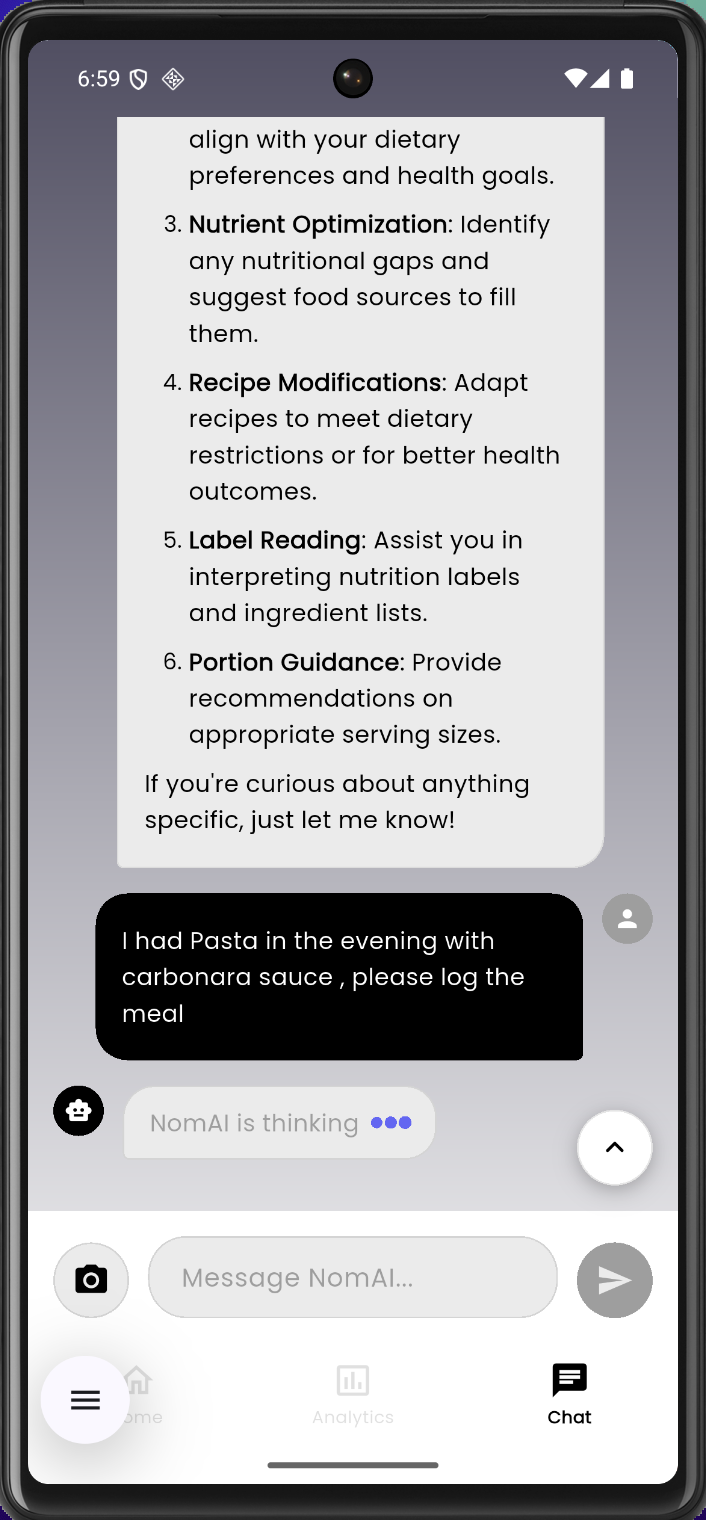 6:59
align with your dietary
preferences and health goals.
3. Nutrient Optimization: Identify
any nutritional gaps and
suggest food sources to fill
them.
4. Recipe Modifications: Adapt
recipes to meet dietary
restrictions or for better health
outcomes.
5. Label Reading: Assist you in
interpreting nutrition labels
and ingredient lists.
6. Portion Guidance: Provide
recommendations on
appropriate serving sizes.
If you're curious about anything
specific, just let me know!
I had Pasta in the evening with
carbonara sauce , please log the
meal
NomAI is thinking
Message NomAI...
ome
Analytics
Chat